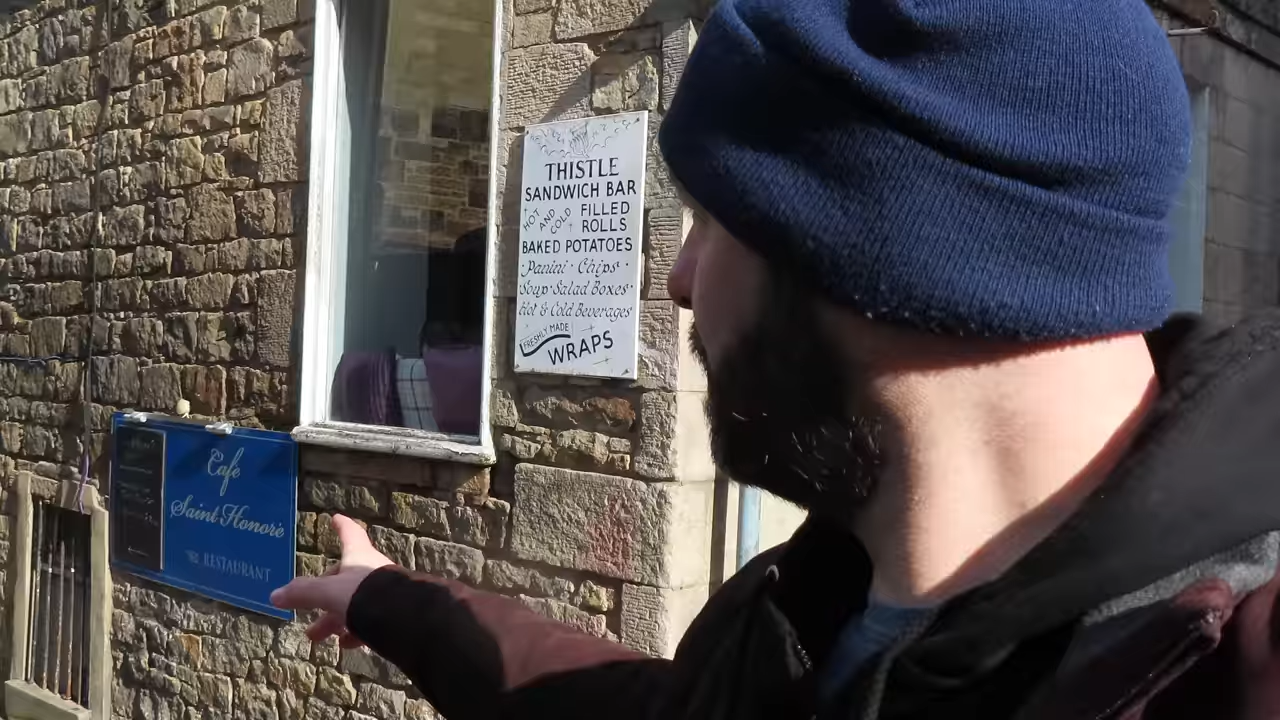 THISTLE
SANDWICH BAR
HOT AND COLD FILLED ROLLS
BAKED POTATOES
Panini · Chips ·
Soup · Salad Boxes ·
Hot & Cold Beverages
FRESHLY MADE
WRAPS
Cafe
Saint Honoré
RESTAURANT